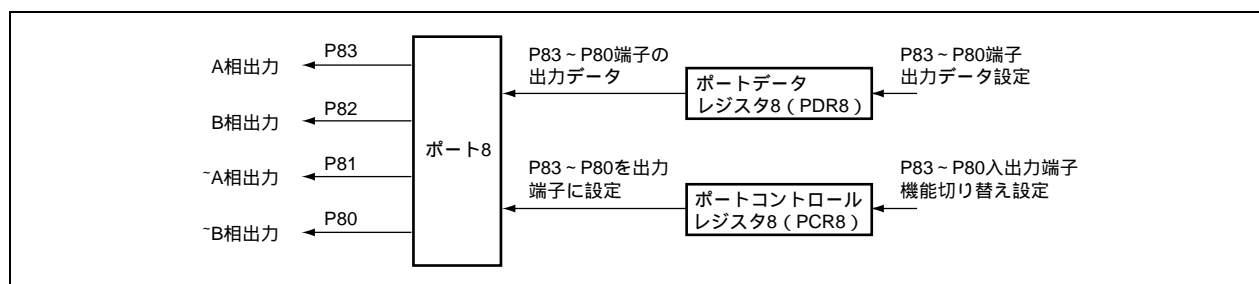 A相出力
P83
B相出力
P82
~A相出力
P81
~B相出力
P80
ポート8
P83~P80端子の
出力データ
ポートデータ
レジスタ8(PDR8)
P83~P80端子
出力データ設定
P83~P80を出力
端子に設定
ポートコントロール
レジスタ8(PCR8)
P83~P80入出力端子
機能切り替え設定